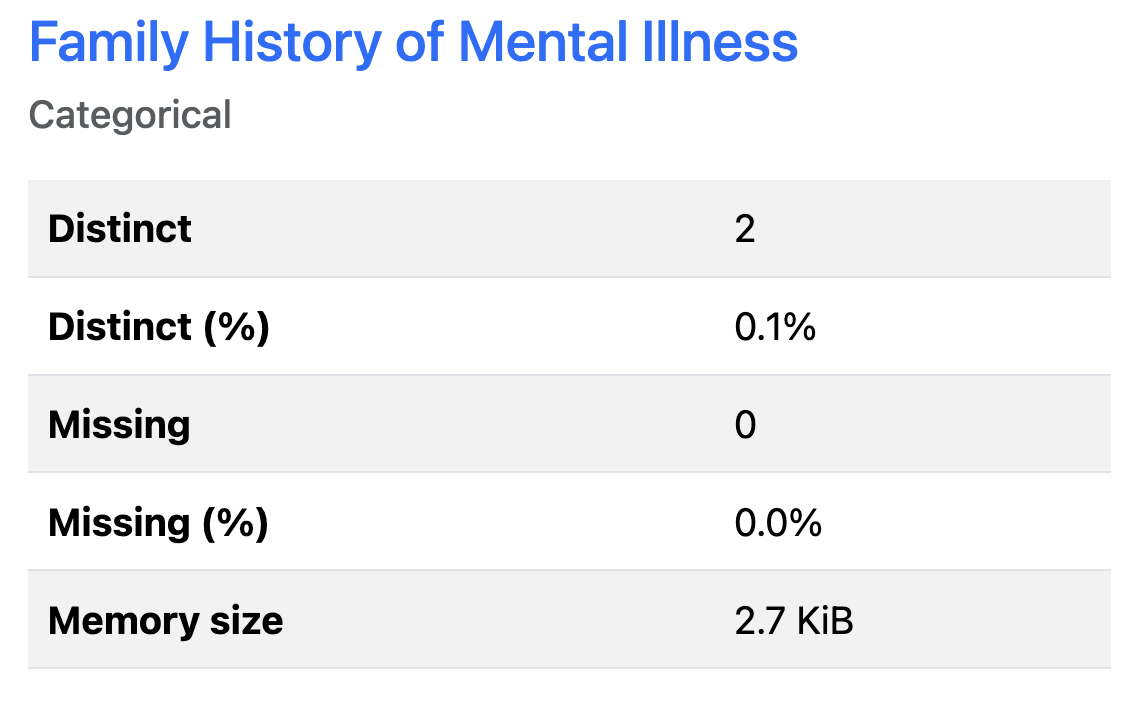 Family History of Mental Illness
Categorical
Distinct 2
Distinct (%) 0.1%
Missing 0
Missing (%) 0.0%
Memory size 2.7 KiB